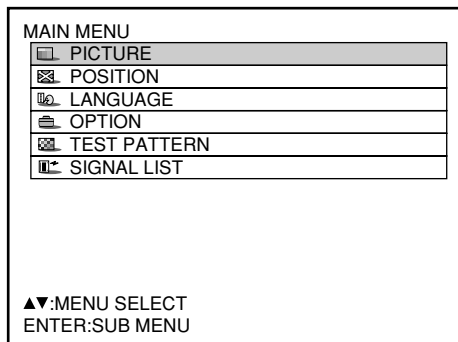 MAIN MENU
PICTURE
POSITION
LANGUAGE
OPTION
TEST PATTERN
SIGNAL LIST
▲▼:MENU SELECT
ENTER:SUB MENU